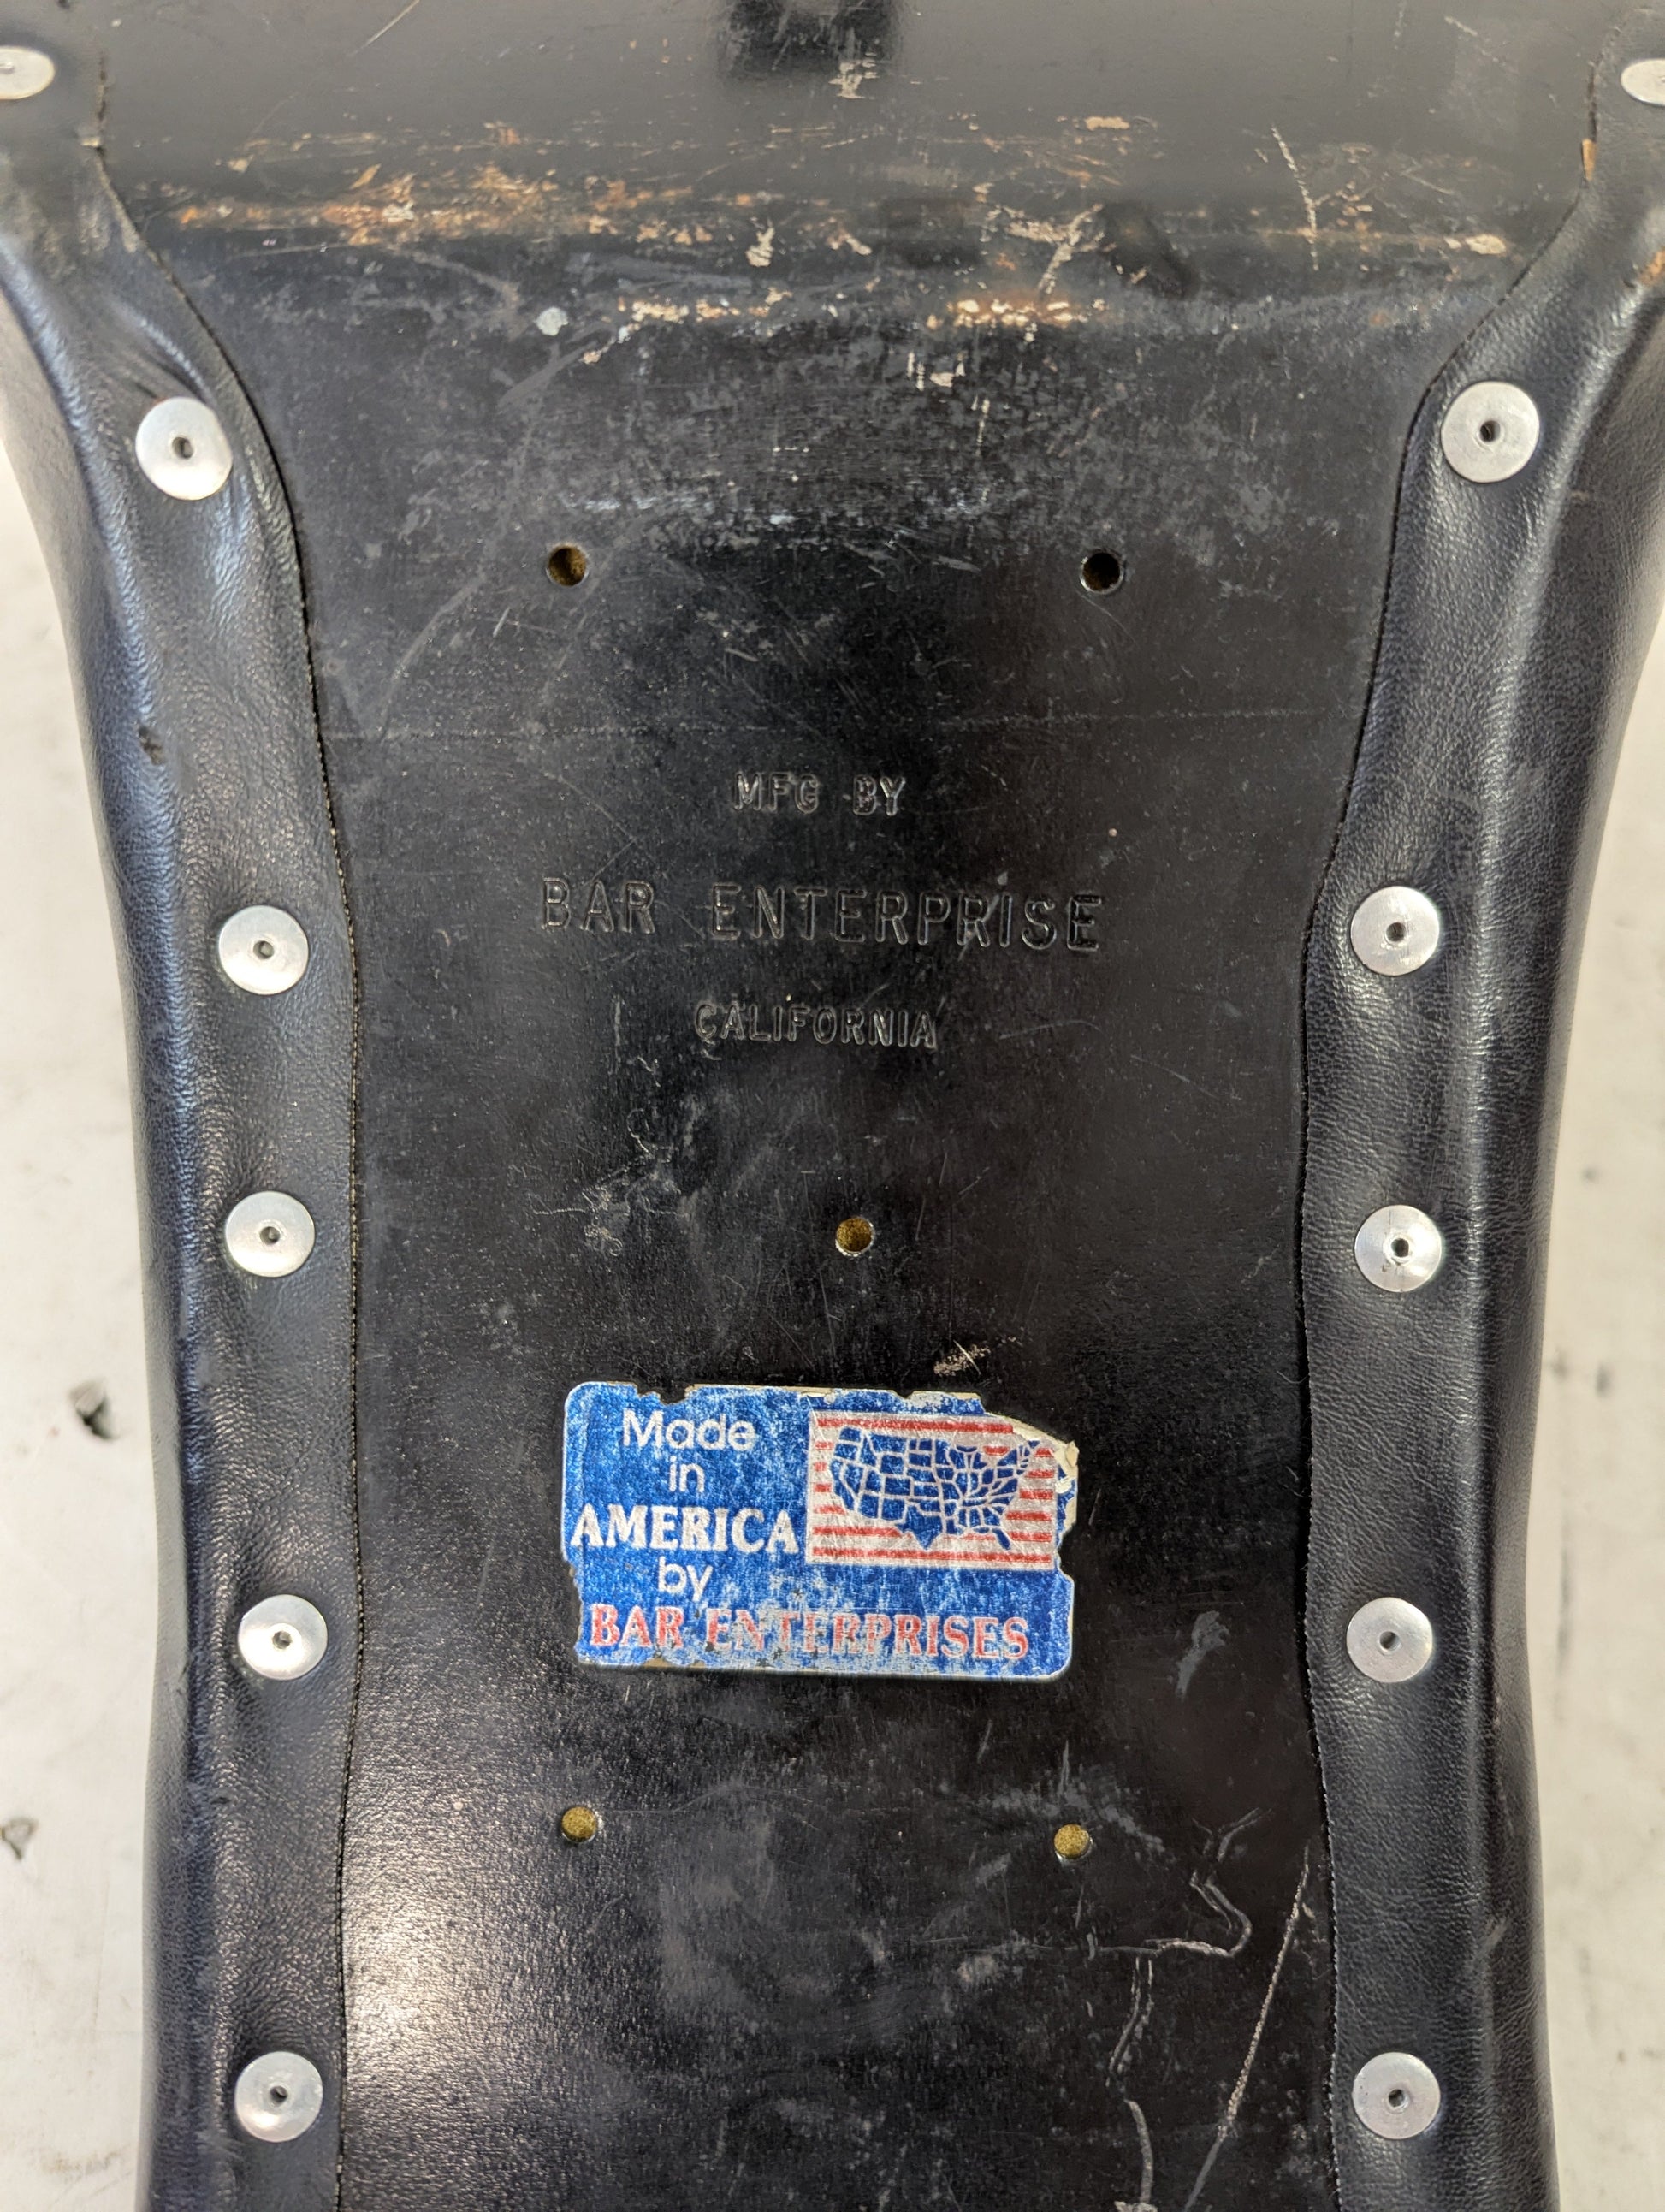 MFG BY
BAR ENTERPRISE
CALIFORNIA
Made
in
AMERICA
by
BAR ENTERPRISES